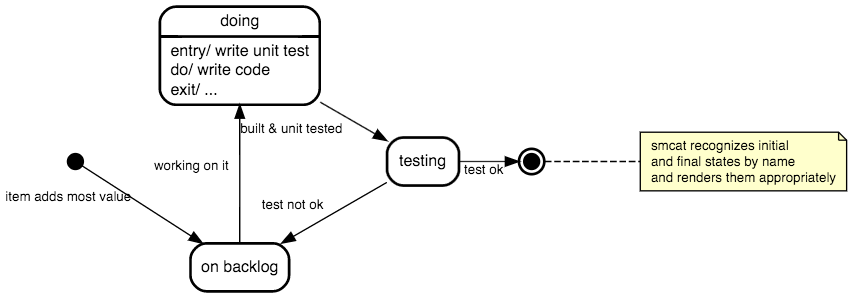 doing
entry/ write unit test
do/ write code
exit/ ...
built & unit tested
working on it
testing
test ok
smcat recognizes initial
and final states by name
and renders them appropriately
item adds most value
test not ok
on backlog